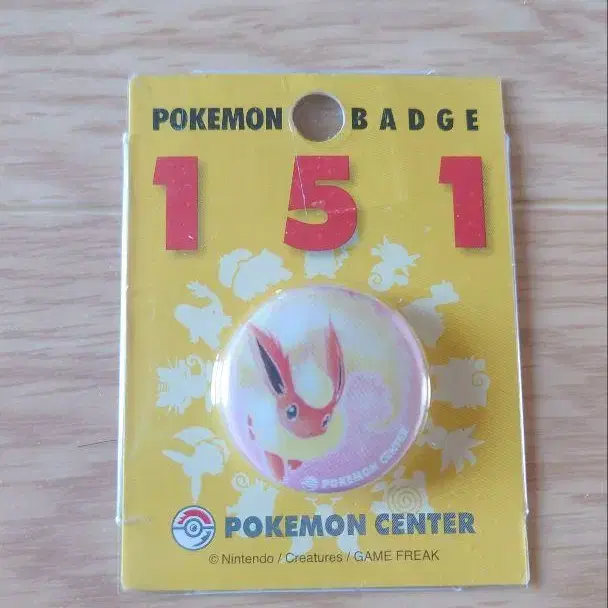 POKEMON BADGE
151
POKEMON CENTER
POKEMON CENTER
© Nintendo / Creatures / GAME FREAK